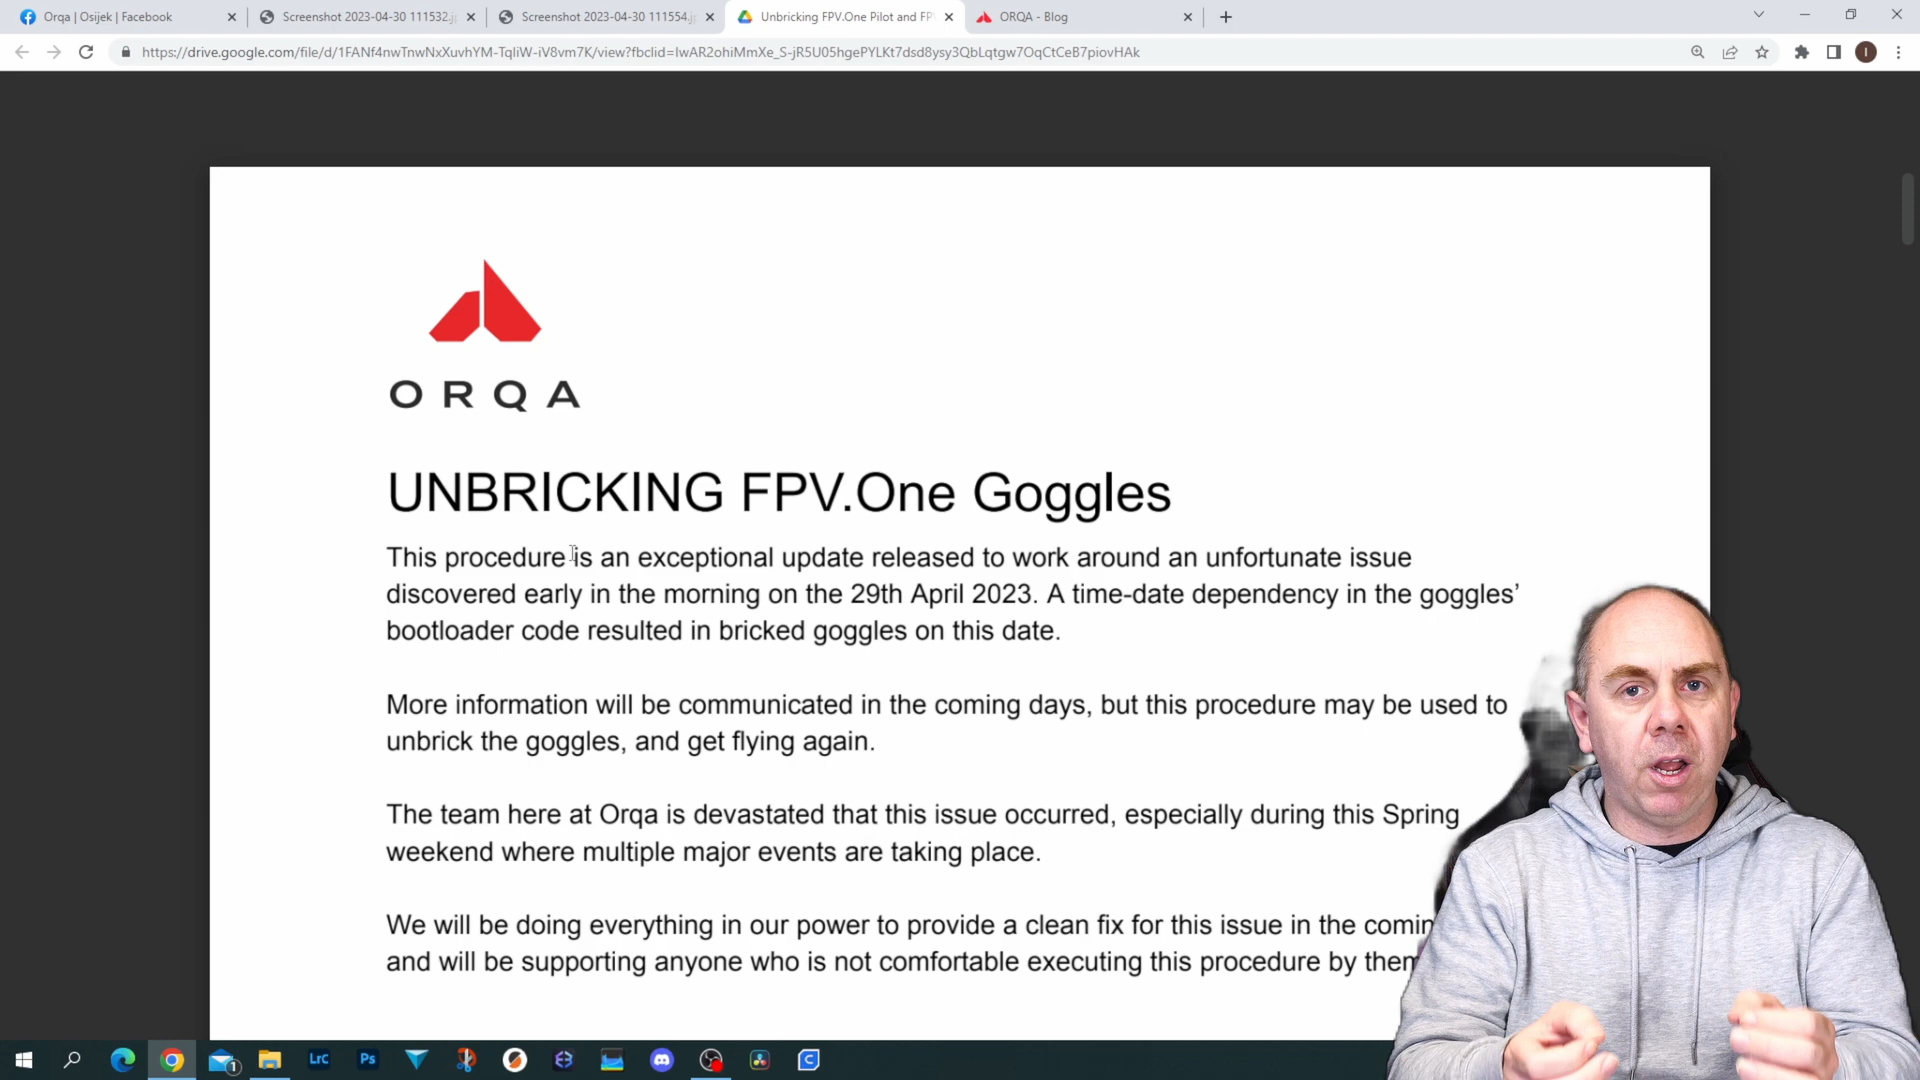 Orqa | Osijek | Facebook
Screenshot 2023-04-30 111532.j
Screenshot 2023-04-30 111554.j
Unbricking FPV.One Pilot and FP
ORQA - Blog
https://drive.google.com/file/d/1FANf4nwTnwNxXuvhYM-TqliW-iV8vm7K/view?fbclid=IwAR2ohiMmXe_S-jR5U05hgePYLKt7dsd8ysy3QbLqtgw7OqCtCeB7piovHAk
I
ORQA
UNBRICKING FPV.One Goggles
This procedure is an exceptional update released to work around an unfortunate issue
discovered early in the morning on the 29th April 2023. A time-date dependency in the goggles’
bootloader code resulted in bricked goggles on this date.
More information will be communicated in the coming days, but this procedure may be used to
unbrick the goggles, and get flying again.
The team here at Orqa is devastated that this issue occurred, especially during this Spring
weekend where multiple major events are taking place.
We will be doing everything in our power to provide a clean fix for this issue in the comin
and will be supporting anyone who is not comfortable executing this procedure by them
1
LrC
Ps
C